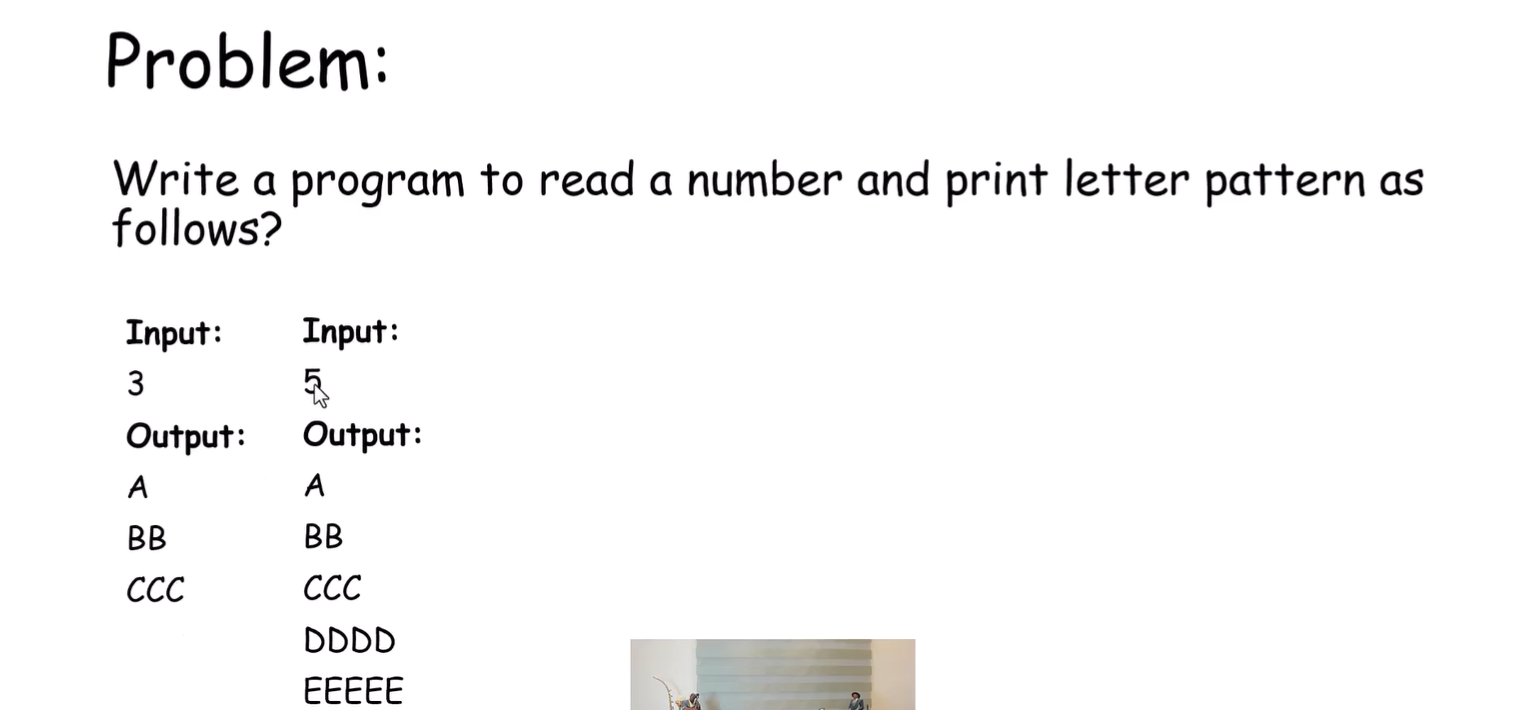 Problem:
Write a program to read a number and print letter pattern as
follows?
Input:
3
Output:
A
BB
CCC
Input:
5
Output:
A
BB
CCC
DDDD
EEEEE